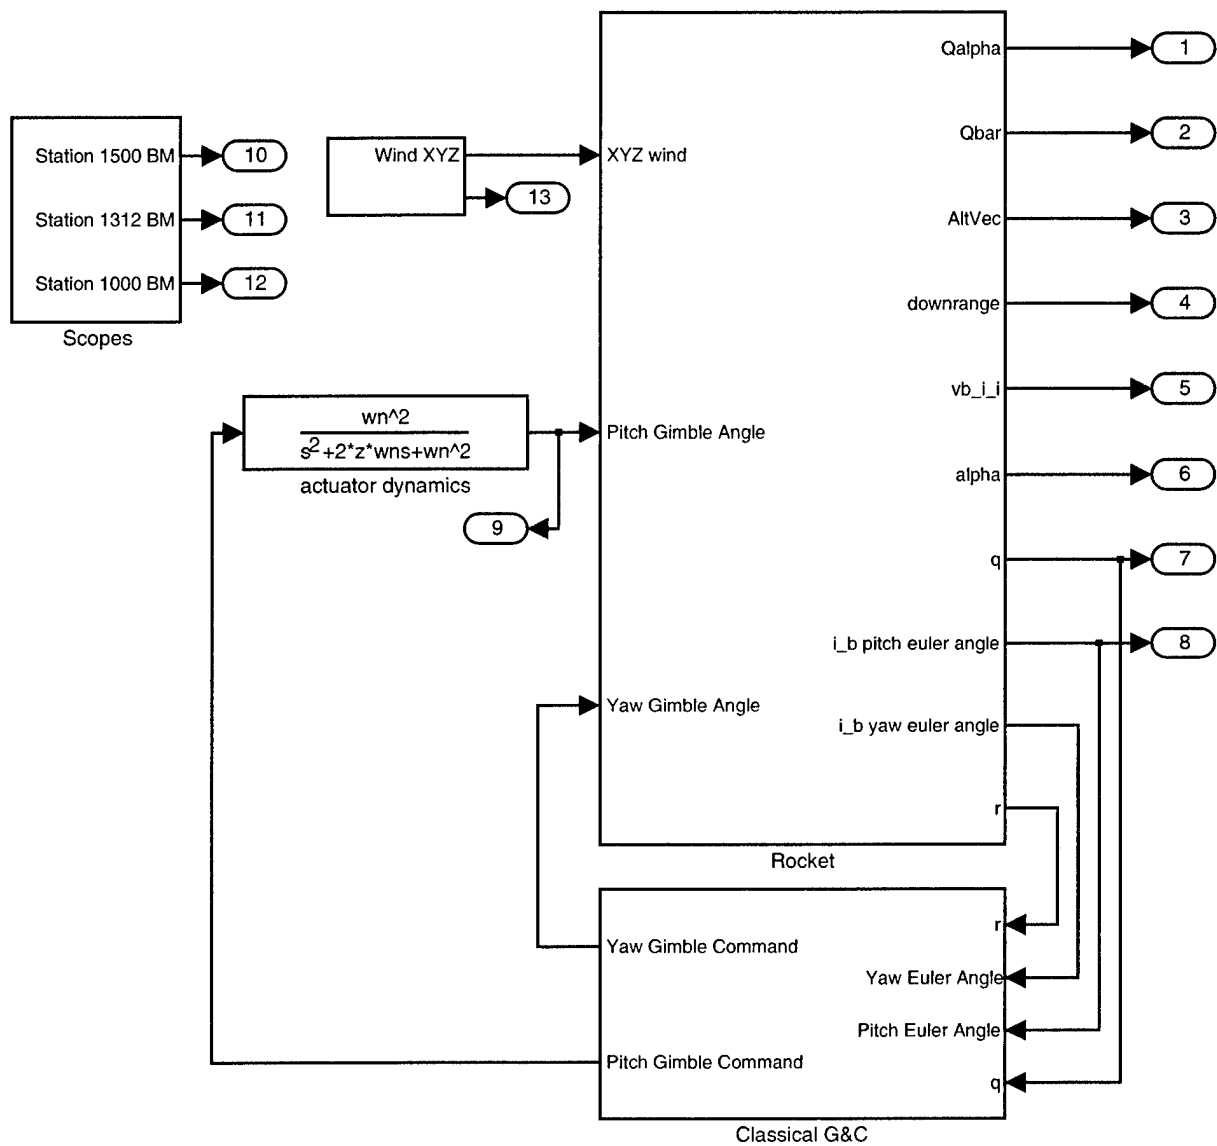 Qalpha
1
Qbar
2
Station 1500 BM
10
Wind XYZ
XYZ wind
13
Station 1312 BM
11
AltVec
3
Station 1000 BM
12
Scopes
downrange
4
vb_i_i
5
wn^2
s^2+2*z*wns+wn^2
actuator dynamics
Pitch Gimble Angle
9
alpha
6
q
7
i_b pitch euler angle
8
Yaw Gimble Angle
i_b yaw euler angle
r
Rocket
r
Yaw Gimble Command
Yaw Euler Angle
Pitch Euler Angle
Pitch Gimble Command
q
Classical G&C